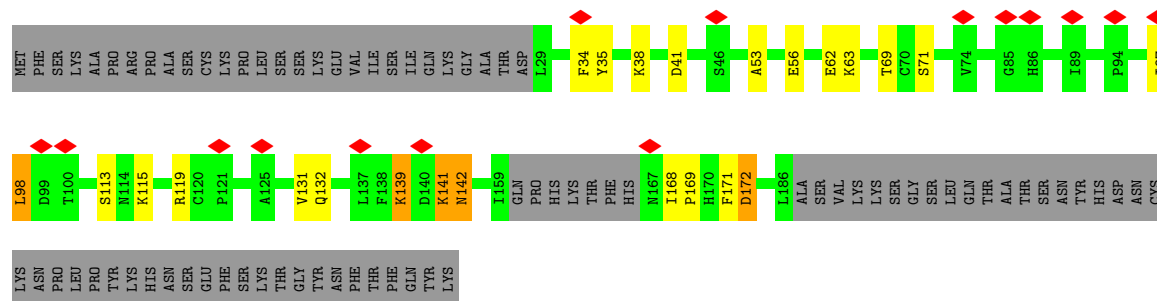 MET PHE SER LYS ALA PRO ARG PRO ALA SER CYS LYS PRO LEU SER SER LYS GLU VAL ILE SER ILE GLN LYS GLY ALA THR ASP L29 F34 Y35 K38 D41 S46 A53 E56 E62 K63 T69 C70 S71 V74 G85 H86 I89 P94
L98 D99 T100 S113 N114 K115 R119 C120 P121 A125 V131 Q132 L137 F138 K139 D140 K141 N142 I159 GLN PRO HIS LYS THR PHE HIS N167 I168 P169 H170 F171 D172 L186 ALA SER VAL LYS LYS SER GLY SER SER LEU GLN THR THR ALA THR SER ASN TYR HIS ASP ASP ASN CYS
LYS ASN PRO LEU PRO TYR LYS HIS ASN SER GLU PHE SER LYS THR GLY TYR ASN PHE THR PHE GLN TYR LYS